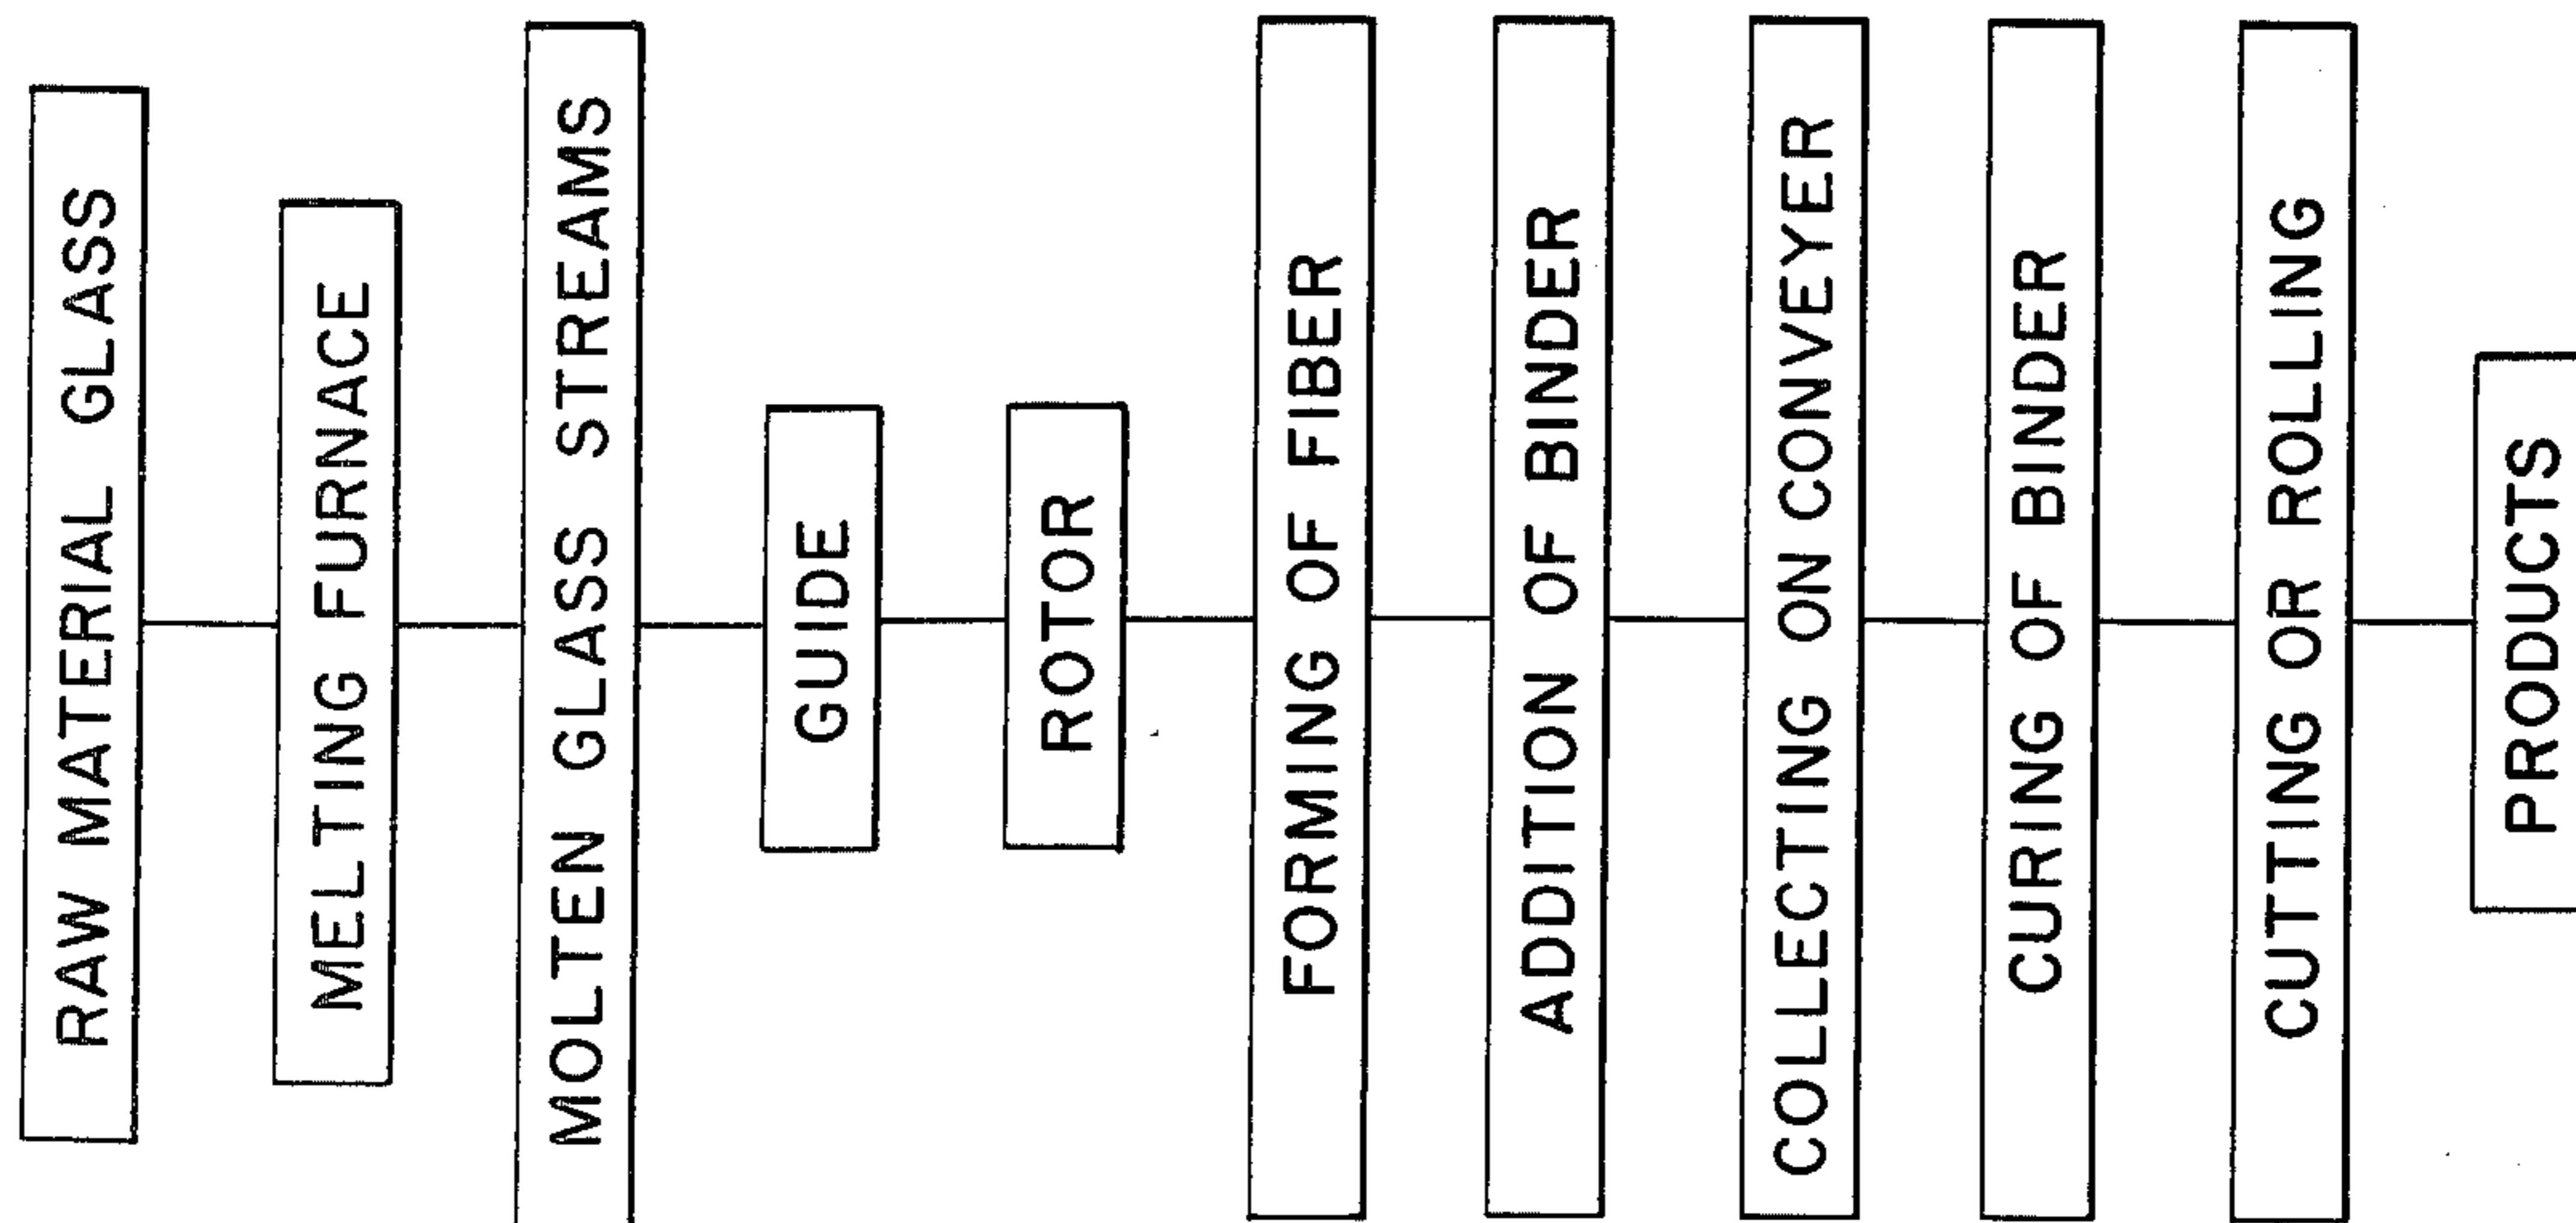 RAW MATERIAL GLASS
MELTING FURNACE
MOLTEN GLASS STREAMS
GUIDE
ROTOR
FORMING OF FIBER
ADDITION OF BINDER
COLLECTING ON CONVEYER
CURING OF BINDER
CUTTING OR ROLLING
PRODUCTS